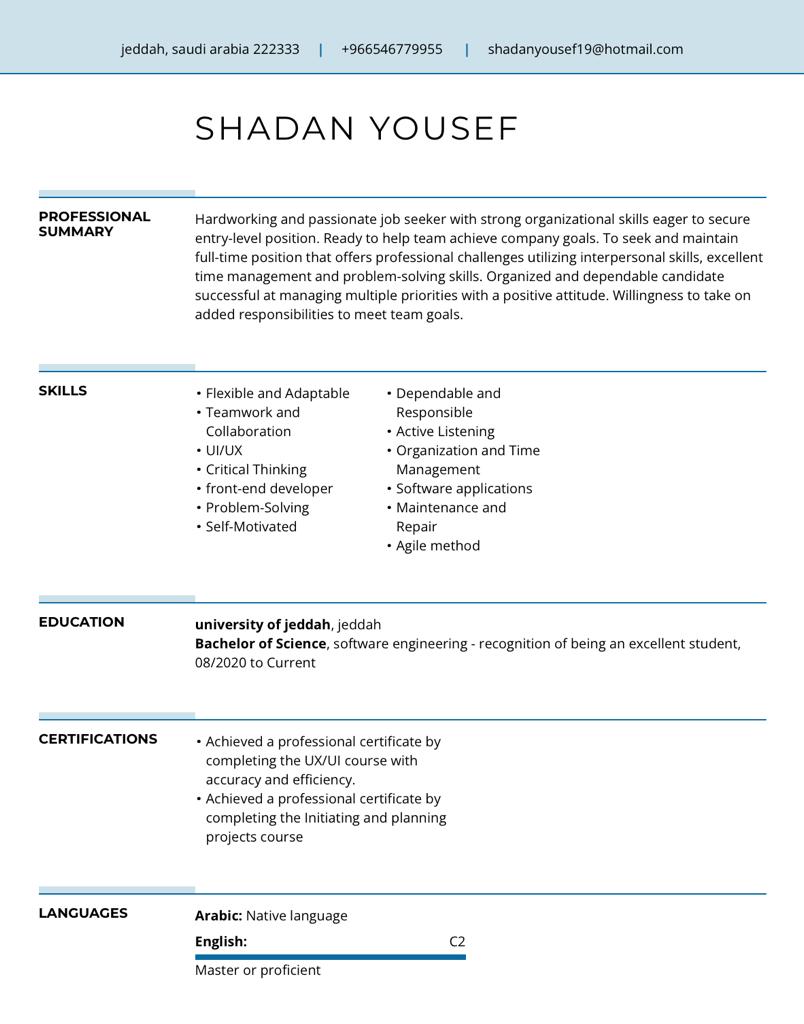 jeddah, saudi arabia 222333 | +966546779955 | shadanyousef19@hotmail.com
SHADAN YOUSEF
PROFESSIONAL
SUMMARY
Hardworking and passionate job seeker with strong organizational skills eager to secure
entry-level position. Ready to help team achieve company goals. To seek and maintain
full-time position that offers professional challenges utilizing interpersonal skills, excellent
time management and problem-solving skills. Organized and dependable candidate
successful at managing multiple priorities with a positive attitude. Willingness to take on
added responsibilities to meet team goals.
SKILLS
• Flexible and Adaptable
• Teamwork and
Collaboration
• UI/UX
• Critical Thinking
• front-end developer
• Problem-Solving
• Self-Motivated
• Dependable and
Responsible
• Active Listening
• Organization and Time
Management
• Software applications
• Maintenance and
Repair
• Agile method
EDUCATION
university of jeddah, jeddah
Bachelor of Science, software engineering - recognition of being an excellent student,
08/2020 to Current
CERTIFICATIONS
• Achieved a professional certificate by
completing the UX/UI course with
accuracy and efficiency.
• Achieved a professional certificate by
completing the Initiating and planning
projects course
LANGUAGES
Arabic: Native language
English: C2
Master or proficient